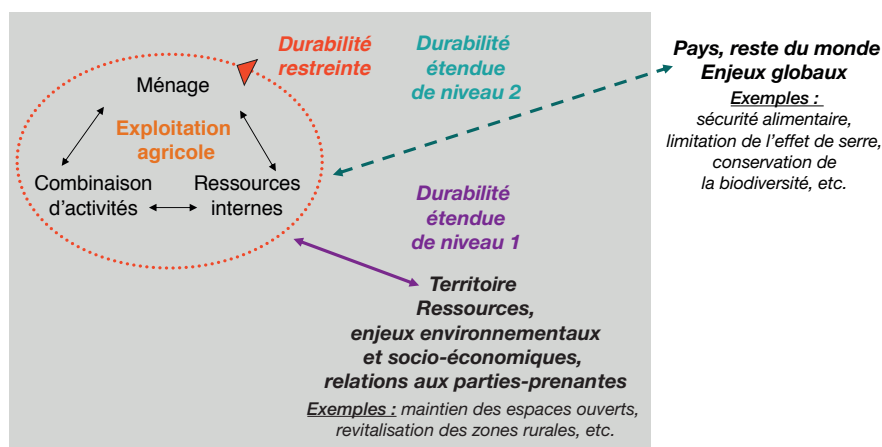 Durabilité
restreinte
Ménage
Exploitation
agricole
Combinaison
d'activités
Ressources
internes
Durabilité
étendue
de niveau 2
Pays, reste du monde
Enjeux globaux
Exemples :
sécurité alimentaire,
limitation de l'effet de serre,
conservation de
la biodiversité, etc.
Durabilité
étendue
de niveau 1
Territoire
Ressources,
enjeux environnementaux
et socio-économiques,
relations aux parties-prenantes
Exemples : maintien des espaces ouverts,
revitalisation des zones rurales, etc.